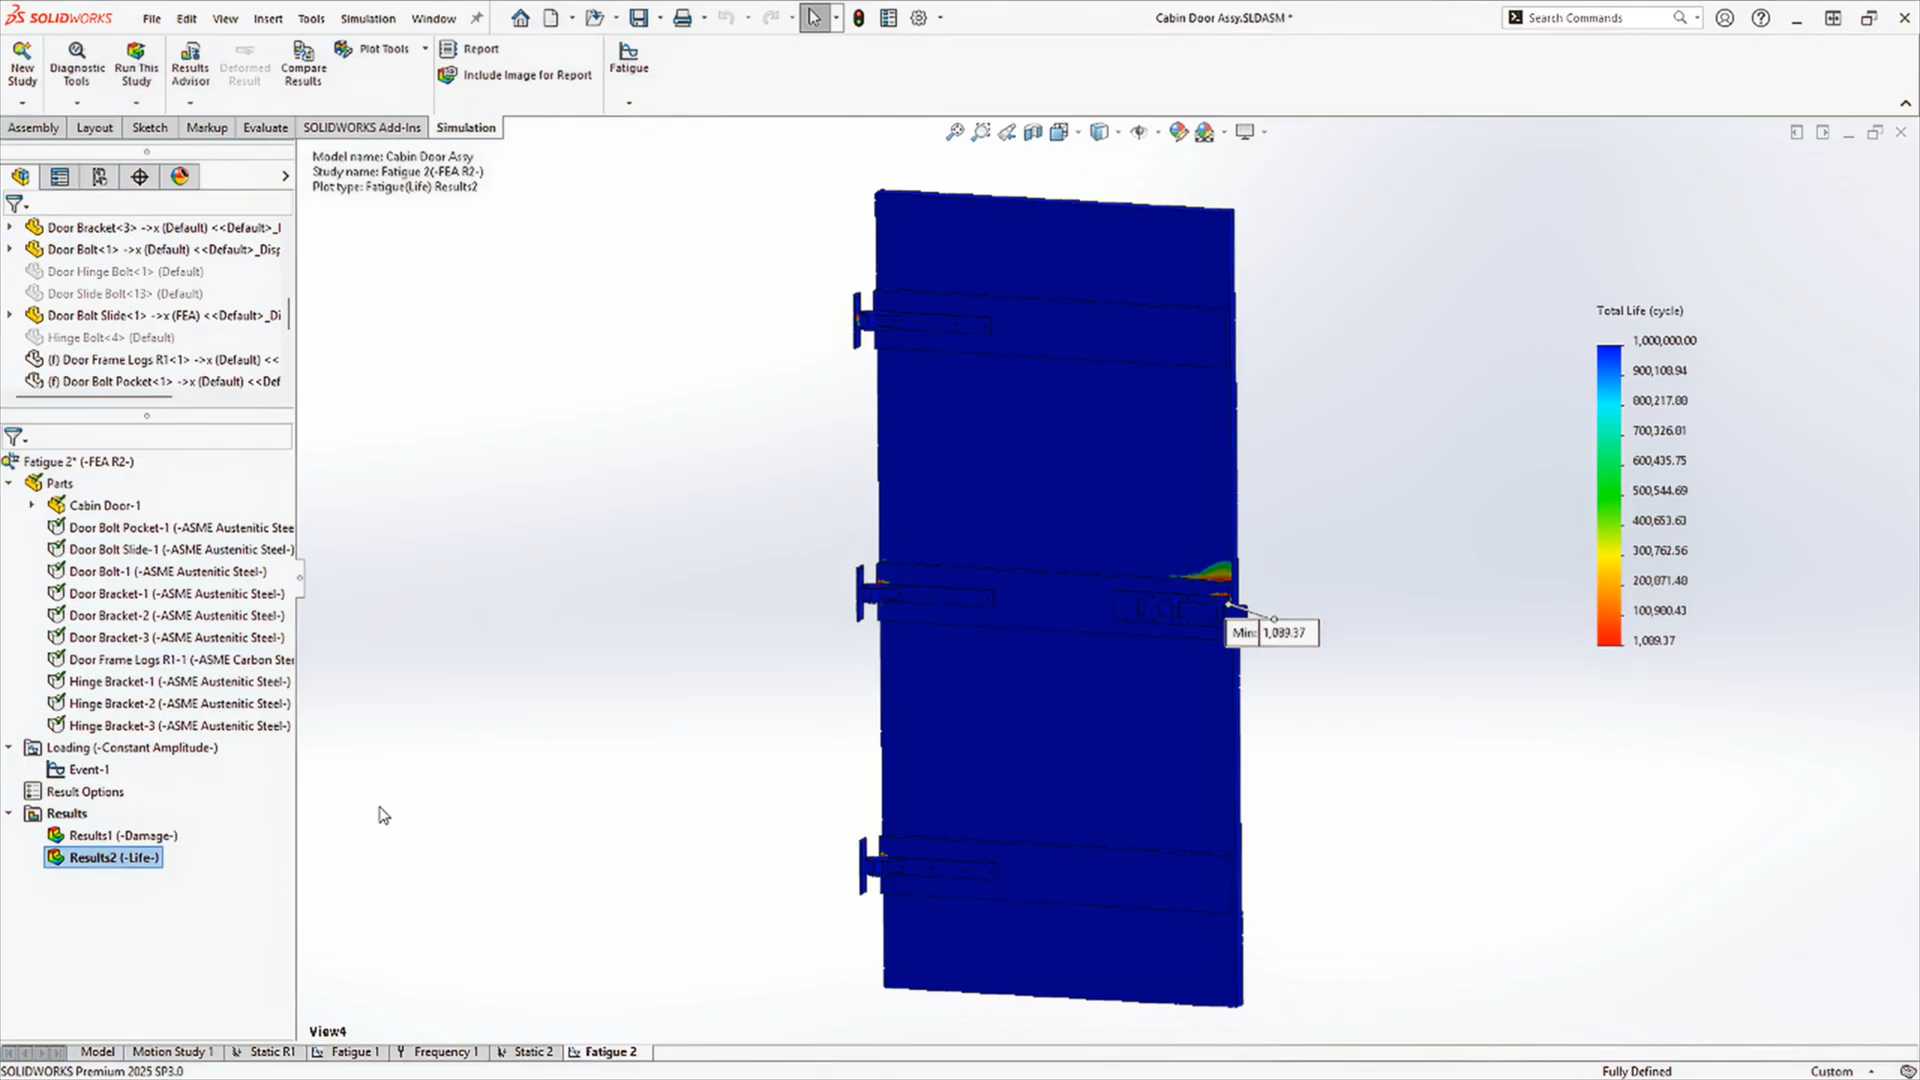 SOLIDWORKS File Edit View Insert Tools Simulation Window
Cabin Door Assy.SLDASM *
Search Commands
New Study
Diagnostic Tools
Run This Study
Results Advisor
Deformed Result
Compare Results
Plot Tools
Report
Include Image for Report
Fatigue
Assembly Layout Sketch Markup Evaluate SOLIDWORKS Add-Ins Simulation
Model name: Cabin Door Assy
Study name: Fatigue 2(-FEA R2-)
Plot type: Fatigue(Life) Results2
Door Bracket<3> ->x (Default) <<Default>_I
Door Bolt<1> ->x (Default) <<Default>_Disp
Door Hinge Bolt<1> (Default)
Door Slide Bolt<13> (Default)
Door Bolt Slide<1> ->x (FEA) <<Default>_Di
Hinge Bolt<4> (Default)
(f) Door Frame Logs R1<1> ->x (Default) <<
(f) Door Bolt Pocket<1> ->x (Default) <<Def
Fatigue 2* (-FEA R2-)
Parts
Cabin Door-1
Door Bolt Pocket-1 (-ASME Austenitic Stee
Door Bolt Slide-1 (-ASME Austenitic Steel-)
Door Bolt-1 (-ASME Austenitic Steel-)
Door Bracket-1 (-ASME Austenitic Steel-)
Door Bracket-2 (-ASME Austenitic Steel-)
Door Bracket-3 (-ASME Austenitic Steel-)
Door Frame Logs R1-1 (-ASME Carbon Stee
Hinge Bracket-1 (-ASME Austenitic Steel-)
Hinge Bracket-2 (-ASME Austenitic Steel-)
Hinge Bracket-3 (-ASME Austenitic Steel-)
Loading (-Constant Amplitude-)
Event-1
Result Options
Results
Results1 (-Damage-)
Results2 (-Life-)
Total Life (cycle)
1,000,000.00
900,108.94
800,217.88
700,326.81
600,435.75
500,544.69
400,653.63
300,762.56
200,871.48
100,980.43
1,089.37
Min: 1,089.37
View4
Model Motion Study 1 Static R1 Fatigue 1 Frequency 1 Static 2 Fatigue 2
SOLIDWORKS Premium 2025 SP3.0
Fully Defined
Custom